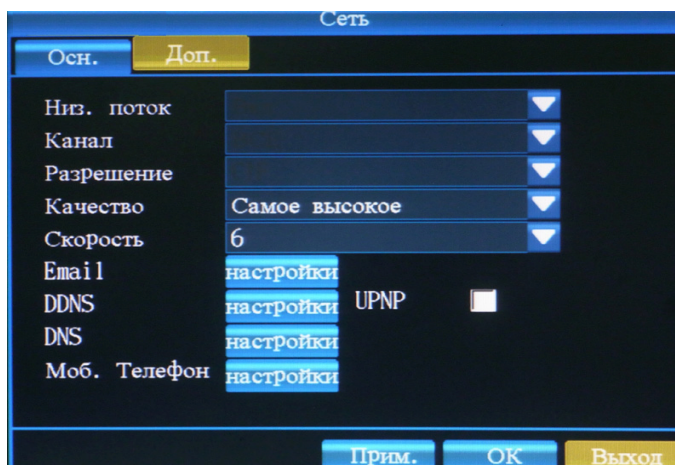 Сеть
Осн. Доп.
Низ. поток
Канал
Разрешение
Качество Самое высокое
Скорость 6
Email настройки
DDNS настройки UPNP
DNS настройки
Моб. Телефон настройки
Прим. ОК Выход